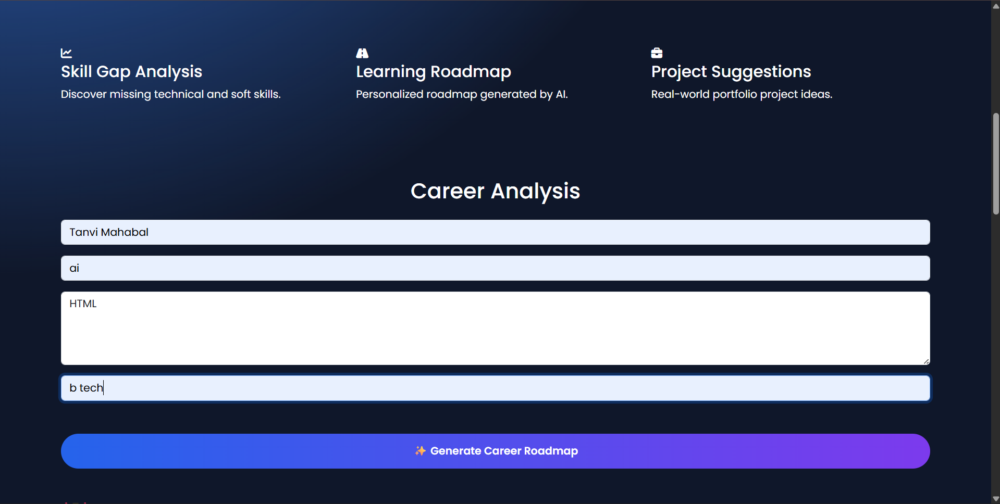 Skill Gap Analysis
Discover missing technical and soft skills.
Learning Roadmap
Personalized roadmap generated by AI.
Project Suggestions
Real-world portfolio project ideas.
Career Analysis
Tanvi Mahabal
ai
HTML
b tech
✨ Generate Career Roadmap